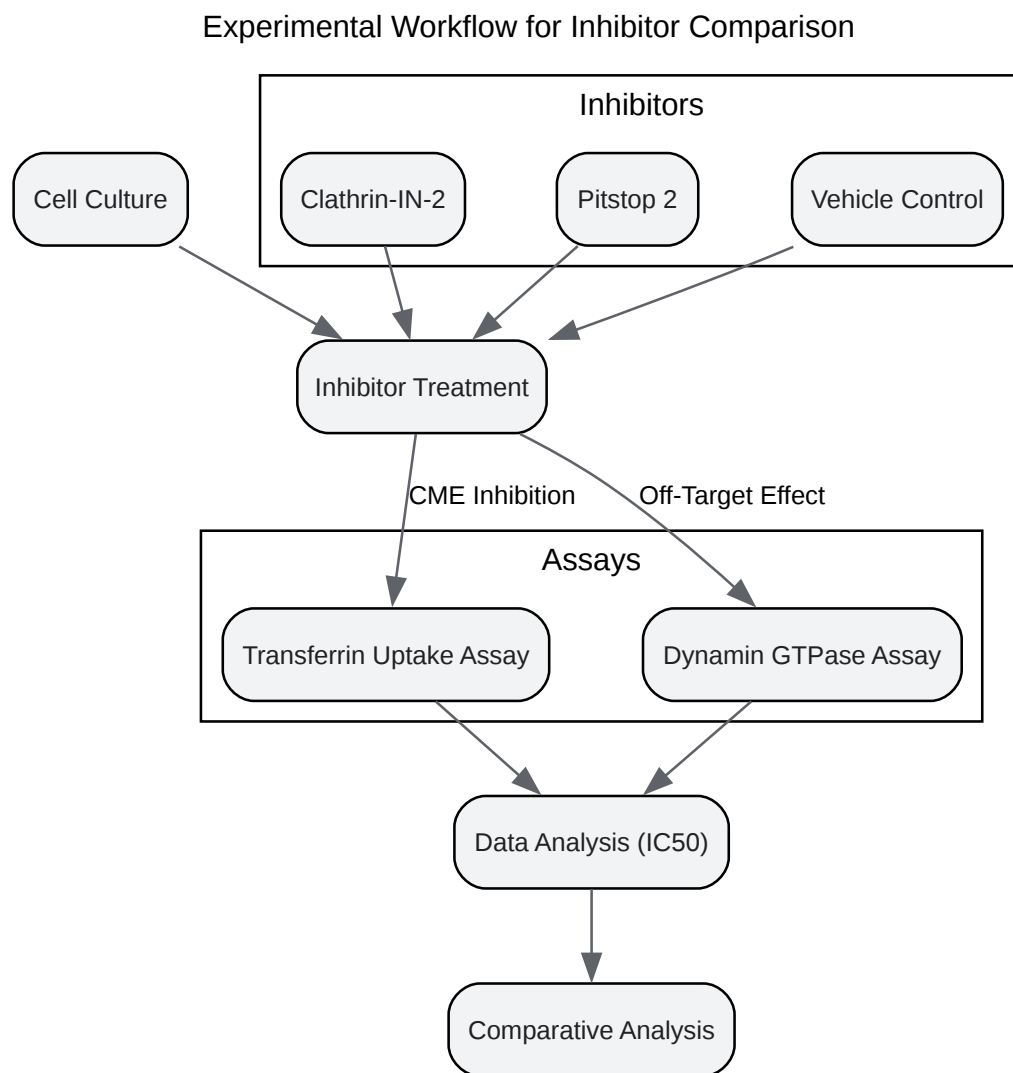 Experimental Workflow for Inhibitor Comparison
Inhibitors
Cell Culture
Clathrin-IN-2
Pitstop 2
Vehicle Control
Inhibitor Treatment
CME Inhibition
Off-Target Effect
Assays
Transferrin Uptake Assay
Dynamin GTPase Assay
Data Analysis (IC50)
Comparative Analysis